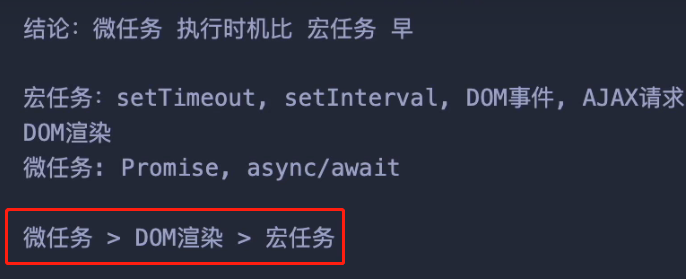 结论: 微任务 执行时机比 宏任务 早
宏任务: setTimeout, setInterval, DOM事件, AJAX请求
DOM渲染
微任务: Promise, async/await
微任务 > DOM渲染 > 宏任务